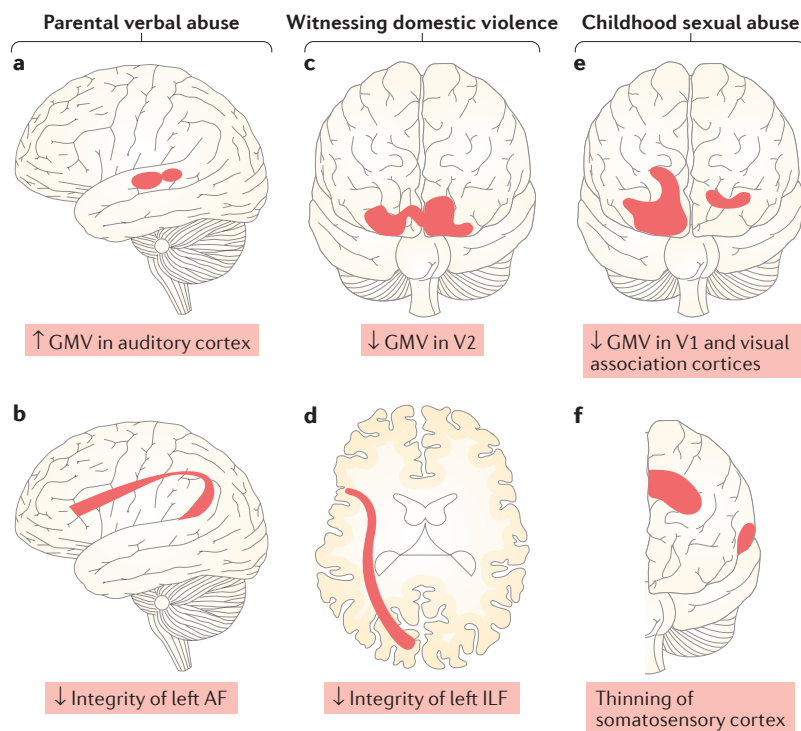 Parental verbal abuse
Witnessing domestic violence
Childhood sexual abuse
a
c
e
↑ GMV in auditory cortex
↓ GMV in V2
↓ GMV in V1 and visual
association cortices
b
d
f
↓ Integrity of left AF
↓ Integrity of left ILF
Thinning of
somatosensory cortex